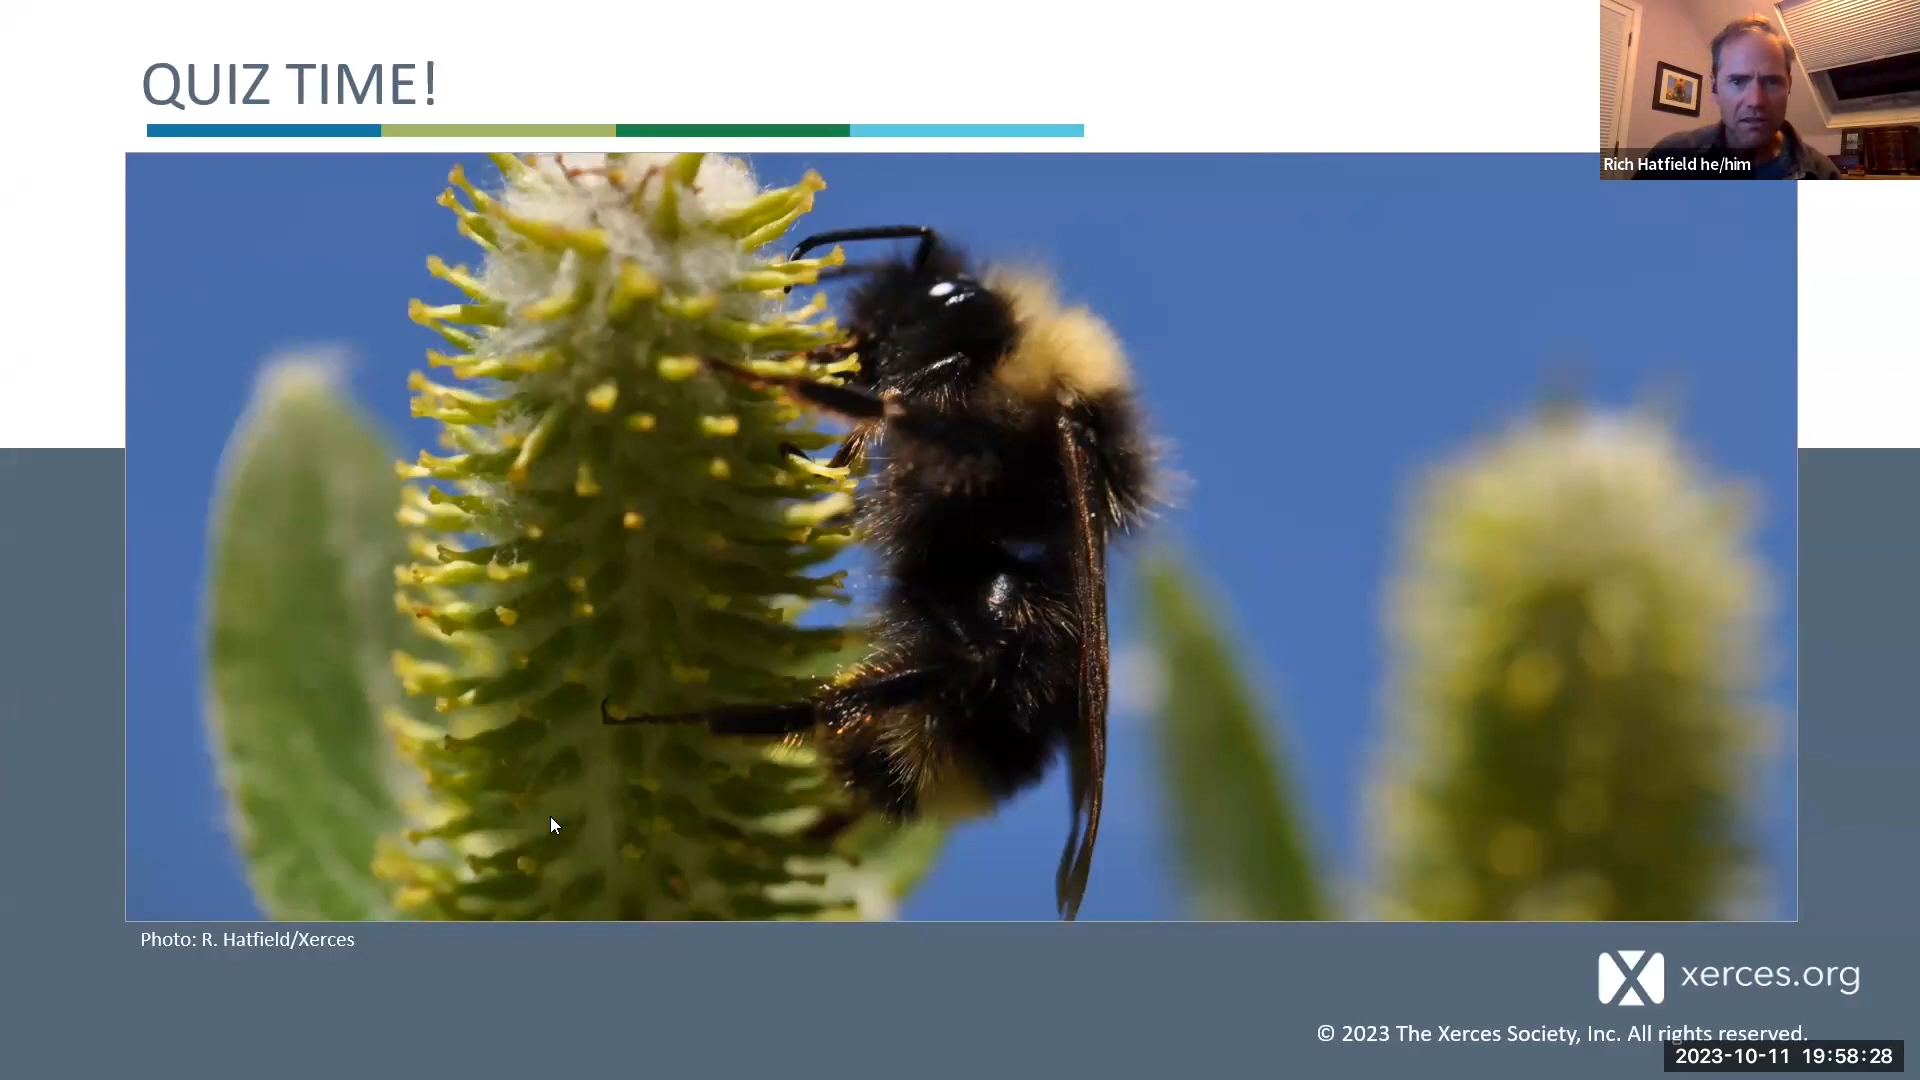 QUIZ TIME!
Rich Hatfield he/him
Photo: R. Hatfield/Xerces
xerces.org
© 2023 The Xerces Society, Inc. All rights reserved.
2023-10-11 19:58:28